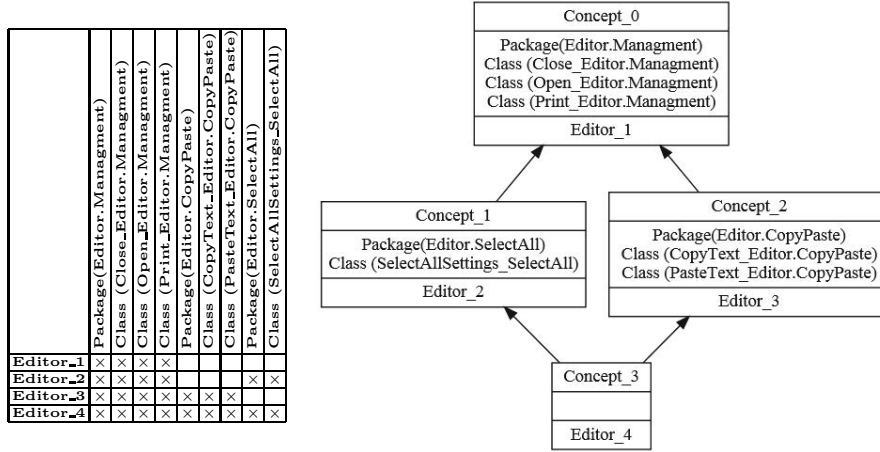 Package(Editor.Managment)
Class (Close_Editor.Managment)
Class (Open_Editor.Managment)
Class (Print_Editor.Managment)
Package(Editor.CopyPaste)
Class (CopyText_Editor.CopyPaste)
Class (PasteText_Editor.CopyPaste)
Package(Editor.SelectAll)
Class (SelectAllSettings_SelectAll)
Editor_1 × × × ×
Editor_2 × × × × × ×
Editor_3 × × × × × × ×
Editor_4 × × × × × × × × ×
Concept_0
Package(Editor.Managment)
Class (Close_Editor.Managment)
Class (Open_Editor.Managment)
Class (Print_Editor.Managment)
Editor_1
Concept_1
Package(Editor.SelectAll)
Class (SelectAllSettings_SelectAll)
Editor_2
Concept_2
Package(Editor.CopyPaste)
Class (CopyText_Editor.CopyPaste)
Class (PasteText_Editor.CopyPaste)
Editor_3
Concept_3
Editor_4